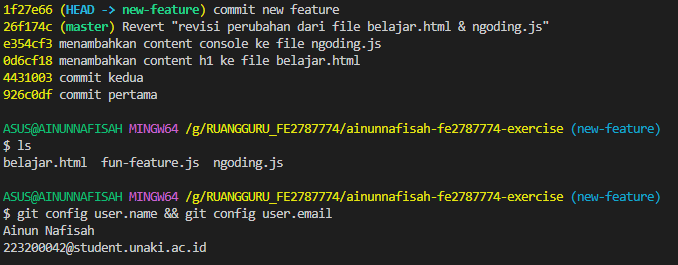 1f27e66 (HEAD -> new-feature) commit new feature
26f174c (master) Revert "revisi perubahan dari file belajar.html & ngoding.js"
e354cf3 menambahkan content console ke file ngoding.js
0d6cf18 menambahkan content h1 ke file belajar.html
4431003 commit kedua
926c0df commit pertama
ASUS@AINUNNAFISAH MINGW64 /g/RUANGGURU_FE2787774/ainunnafisah-fe2787774-exercise (new-feature)
$ ls
belajar.html  fun-feature.js  ngoding.js
ASUS@AINUNNAFISAH MINGW64 /g/RUANGGURU_FE2787774/ainunnafisah-fe2787774-exercise (new-feature)
$ git config user.name && git config user.email
Ainun Nafisah
223200042@student.unaki.ac.id